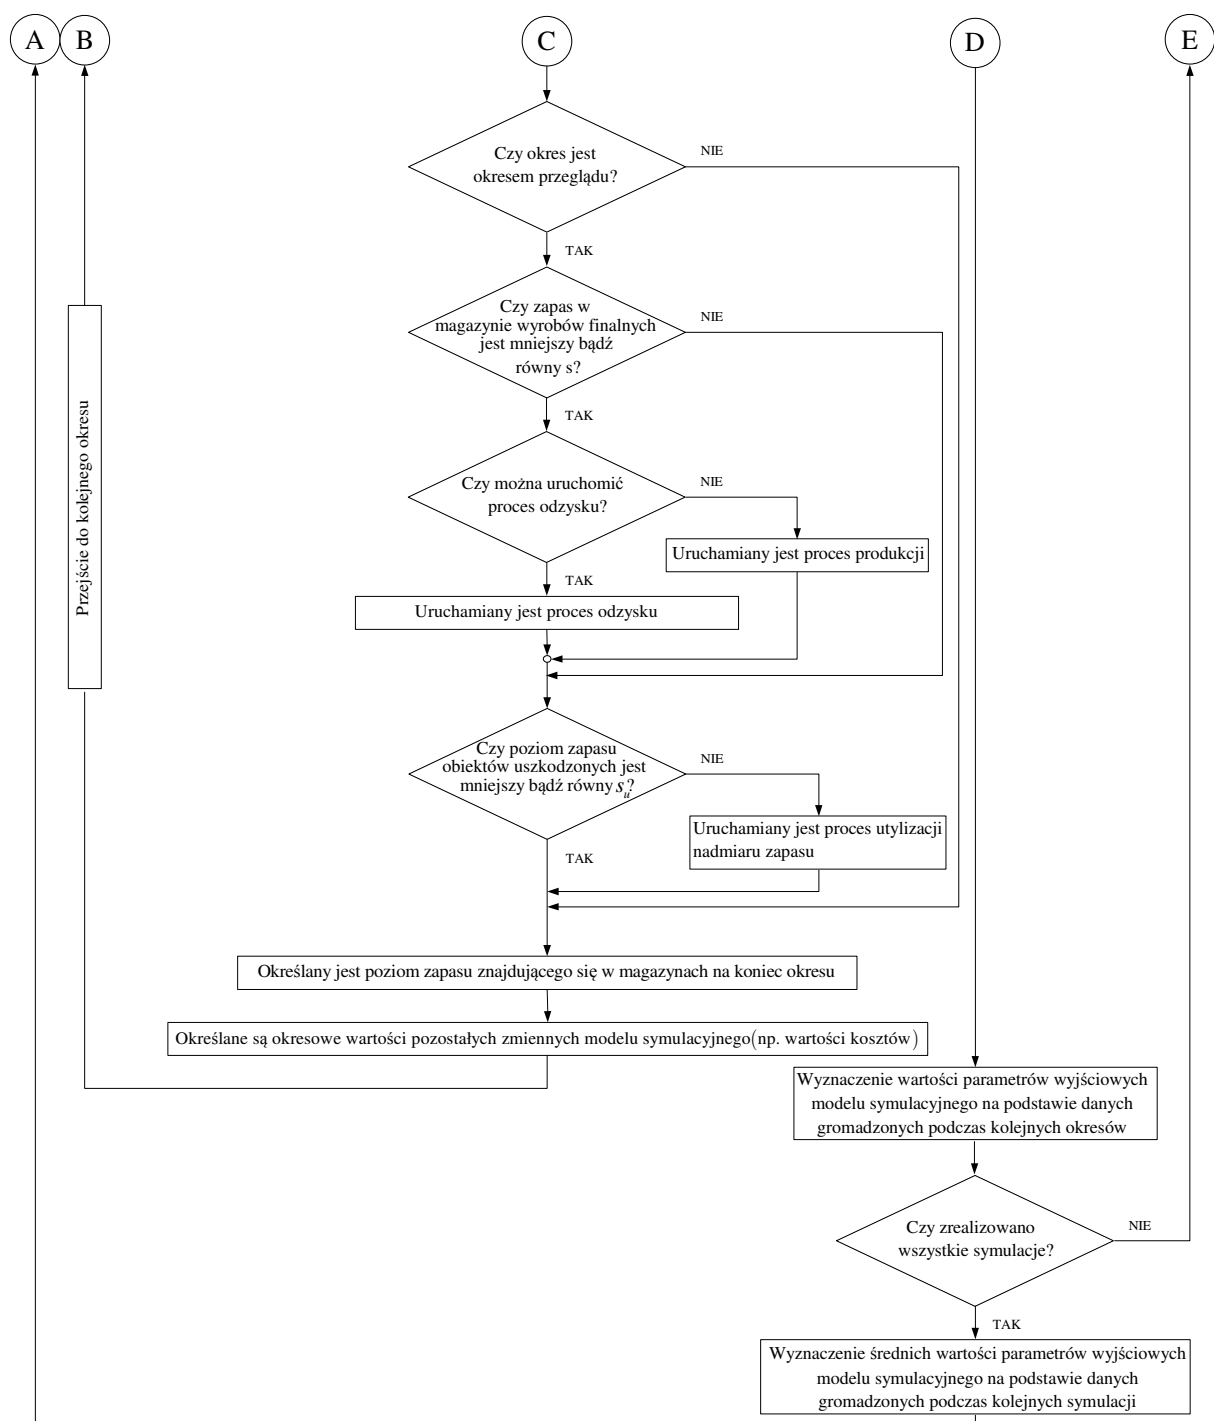 A
B
C
D
E
Czy okres jest
okresem przeglądu?
NIE
TAK
Czy zapas w
magazynie wyrobów finalnych
jest mniejszy bądź
równy s?
NIE
TAK
Przejście do kolejnego okresu
Czy można uruchomić
proces odzysku?
NIE
Uruchamiany jest proces produkcji
TAK
Uruchamiany jest proces odzysku
Czy poziom zapasu
obiektów uszkodzonych jest
mniejszy bądź równy su?
NIE
Uruchamiany jest proces utylizacji
nadmiaru zapasu
TAK
Określany jest poziom zapasu znajdującego się w magazynach na koniec okresu
Określane są okresowe wartości pozostałych zmiennych modelu symulacyjnego(np. wartości kosztów)
Wyznaczenie wartości parametrów wyjściowych
modelu symulacyjnego na podstawie danych
gromadzonych podczas kolejnych okresów
Czy zrealizowano
wszystkie symulacje?
NIE
TAK
Wyznaczenie średnich wartości parametrów wyjściowych
modelu symulacyjnego na podstawie danych
gromadzonych podczas kolejnych symulacji